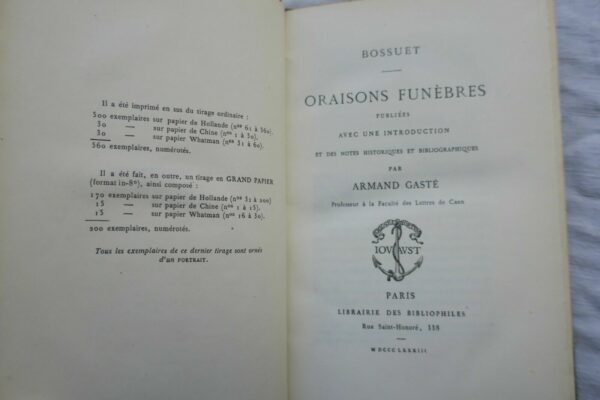 Il a été imprimé en sus du tirage ordinaire :
500 exemplaires sur papier de Hollande (nos 61 à 560).
30 — sur papier de Chine (nos 1 à 30).
30 — sur papier Whatman (nos 31 à 60).
560 exemplaires, numérotés.
Il a été fait, en outre, un tirage en GRAND PAPIER
(format in-8o), ainsi composé :
170 exemplaires sur papier de Hollande (nos 31 à 200)
15 — sur papier de Chine (nos 1 à 15).
15 — sur papier Whatman (nos 16 à 30).
200 exemplaires, numérotés.
Tous les exemplaires de ce dernier tirage sont ornés
d'un PORTRAIT.
BOSSUET
ORAISONS FUNÈBRES
PUBLIÉES
AVEC UNE INTRODUCTION
ET DES NOTES HISTORIQUES ET BIBLIOGRAPHIQUES
PAR
ARMAND GASTÉ
Professeur à la Faculté des Lettres de Caen
IOVAVST
PARIS
LIBRAIRIE DES BIBLIOPHILES
Rue Saint-Honoré, 338
M DCCC LXXXIII